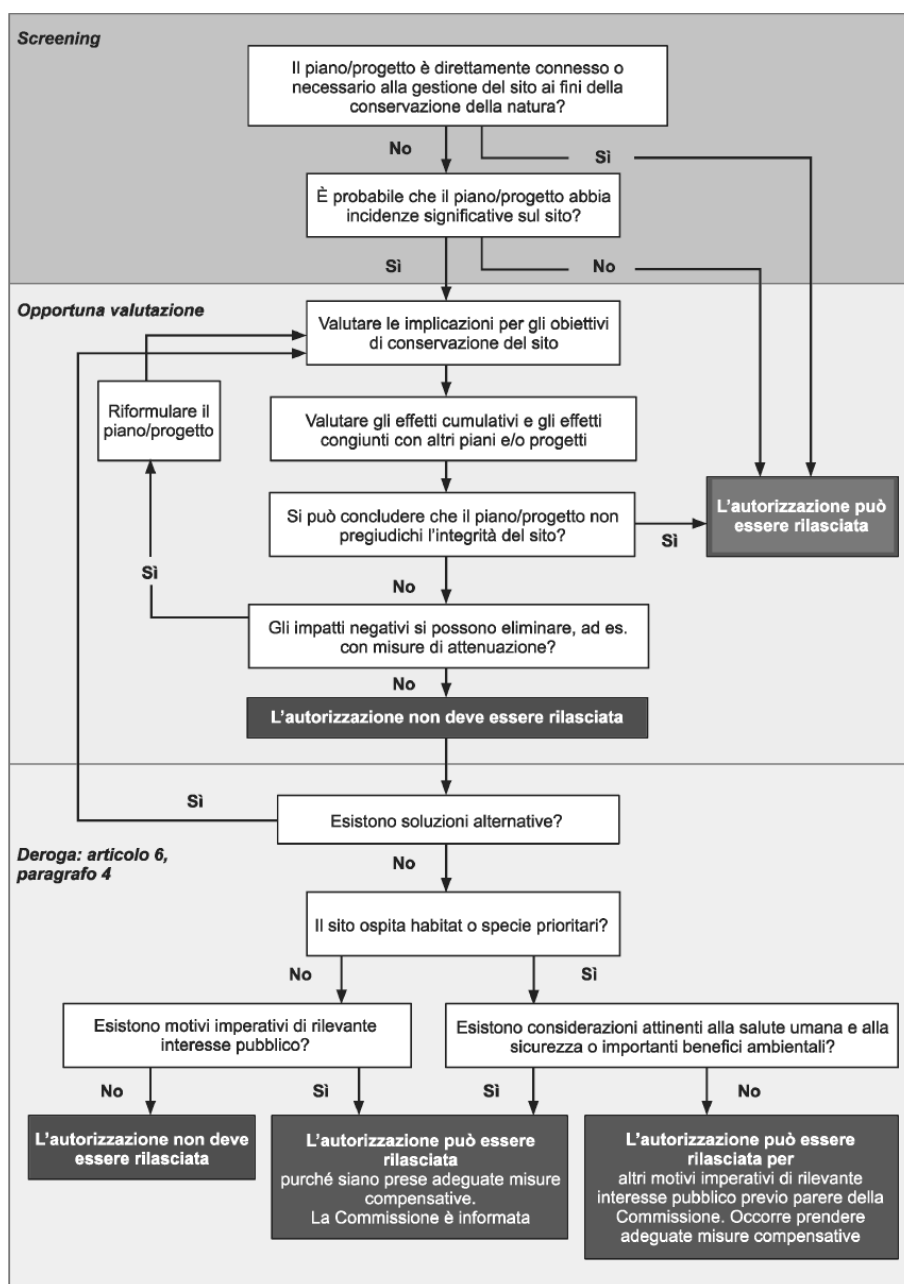 Screening
Il piano/progetto è direttamente connesso o
necessario alla gestione del sito ai fini della
conservazione della natura?
No
Sì
È probabile che il piano/progetto abbia
incidenze significative sul sito?
Sì
No
Opportuna valutazione
Valutare le implicazioni per gli obiettivi
di conservazione del sito
Riformulare il
piano/progetto
Valutare gli effetti cumulativi e gli effetti
congiunti con altri piani e/o progetti
Si può concludere che il piano/progetto non
pregiudichi l'integrità del sito?
Sì
L'autorizzazione può
essere rilasciata
Sì
No
Gli impatti negativi si possono eliminare, ad es.
con misure di attenuazione?
No
L'autorizzazione non deve essere rilasciata
Sì
Esistono soluzioni alternative?
Deroga: articolo 6,
paragrafo 4
No
Il sito ospita habitat o specie prioritari?
No
Sì
Esistono motivi imperativi di rilevante
interesse pubblico?
Esistono considerazioni attinenti alla salute umana e alla
sicurezza o importanti benefici ambientali?
No
Sì
Sì
No
L'autorizzazione non deve
essere rilasciata
L'autorizzazione può essere
rilasciata
purché siano prese adeguate misure
compensative.
La Commissione è informata
L'autorizzazione può essere
rilasciata per
altri motivi imperativi di rilevante
interesse pubblico previo parere della
Commissione. Occorre prendere
adeguate misure compensative